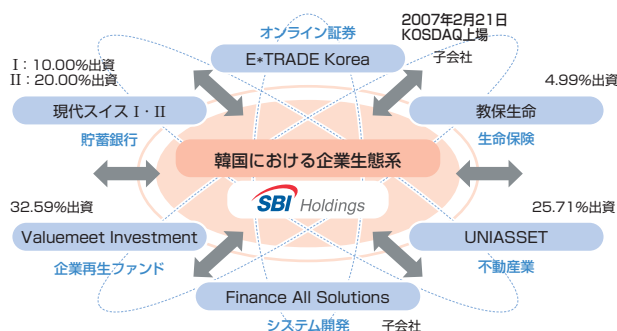 オンライン証券
2007年2月21日
KOSDAQ上場
E*TRADE Korea
子会社
Ⅰ：10.00%出資
Ⅱ：20.00%出資
4.99%出資
現代スイスⅠ・Ⅱ
教保生命
貯蓄銀行
生命保険
韓国における企業生態系
SBI Holdings
32.59%出資
25.71%出資
Valuemeet Investment
UNIASSET
企業再生ファンド
不動産業
Finance All Solutions
システム開発
子会社